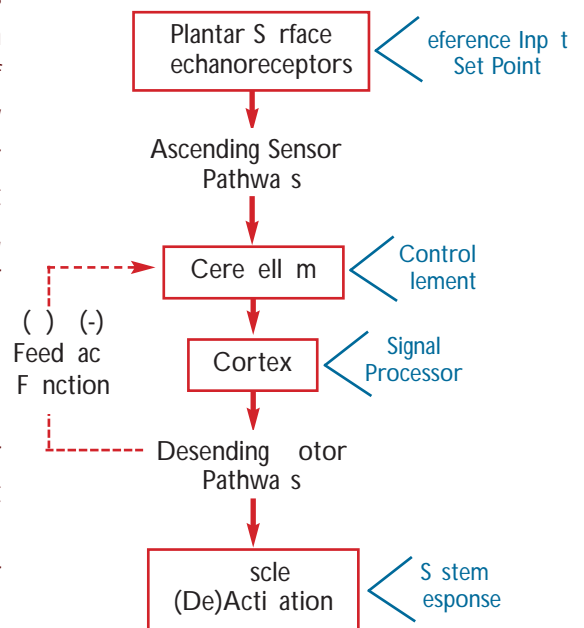 Plantar S rface
echanoreceptors
eference Inp t
Set Point
Ascending Sensor
Pathwa s
Cere ell m
Control
lement
( ) (-)
Feed ac
F nction
Cortex
Signal
Processor
Desending otor
Pathwa s
scle
(De)Acti ation
S stem
esponse